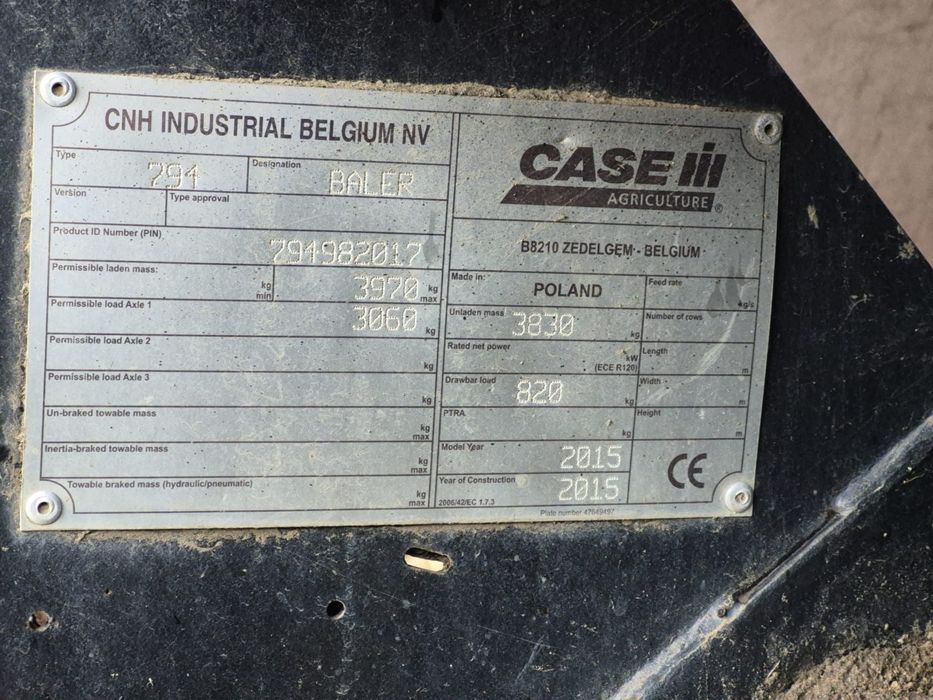 CNH INDUSTRIAL BELGIUM NV
Type 794
Designation BALER
Version
Type approval
Product ID Number (PIN)
794982017
Permissible laden mass: kg min 3970 kg max
Permissible load Axle 1 3060 kg
Permissible load Axle 2 kg
Permissible load Axle 3 kg
Un-braked towable mass kg max
Inertia-braked towable mass kg max
Towable braked mass (hydraulic/pneumatic) kg max
CASE IH
AGRICULTURE ®
B8210 ZEDELGEM - BELGIUM
Made in: POLAND
Feed rate kg/s
Unladen mass 3830 kg
Number of rows
Rated net power kW (ECE R120)
Length m
Drawbar load 820 kg
Width m
PTRA kg
Height m
Model Year 2015
Year of Construction 2015
2006/42/EC 1.7.3
CE
Plate number 47649497